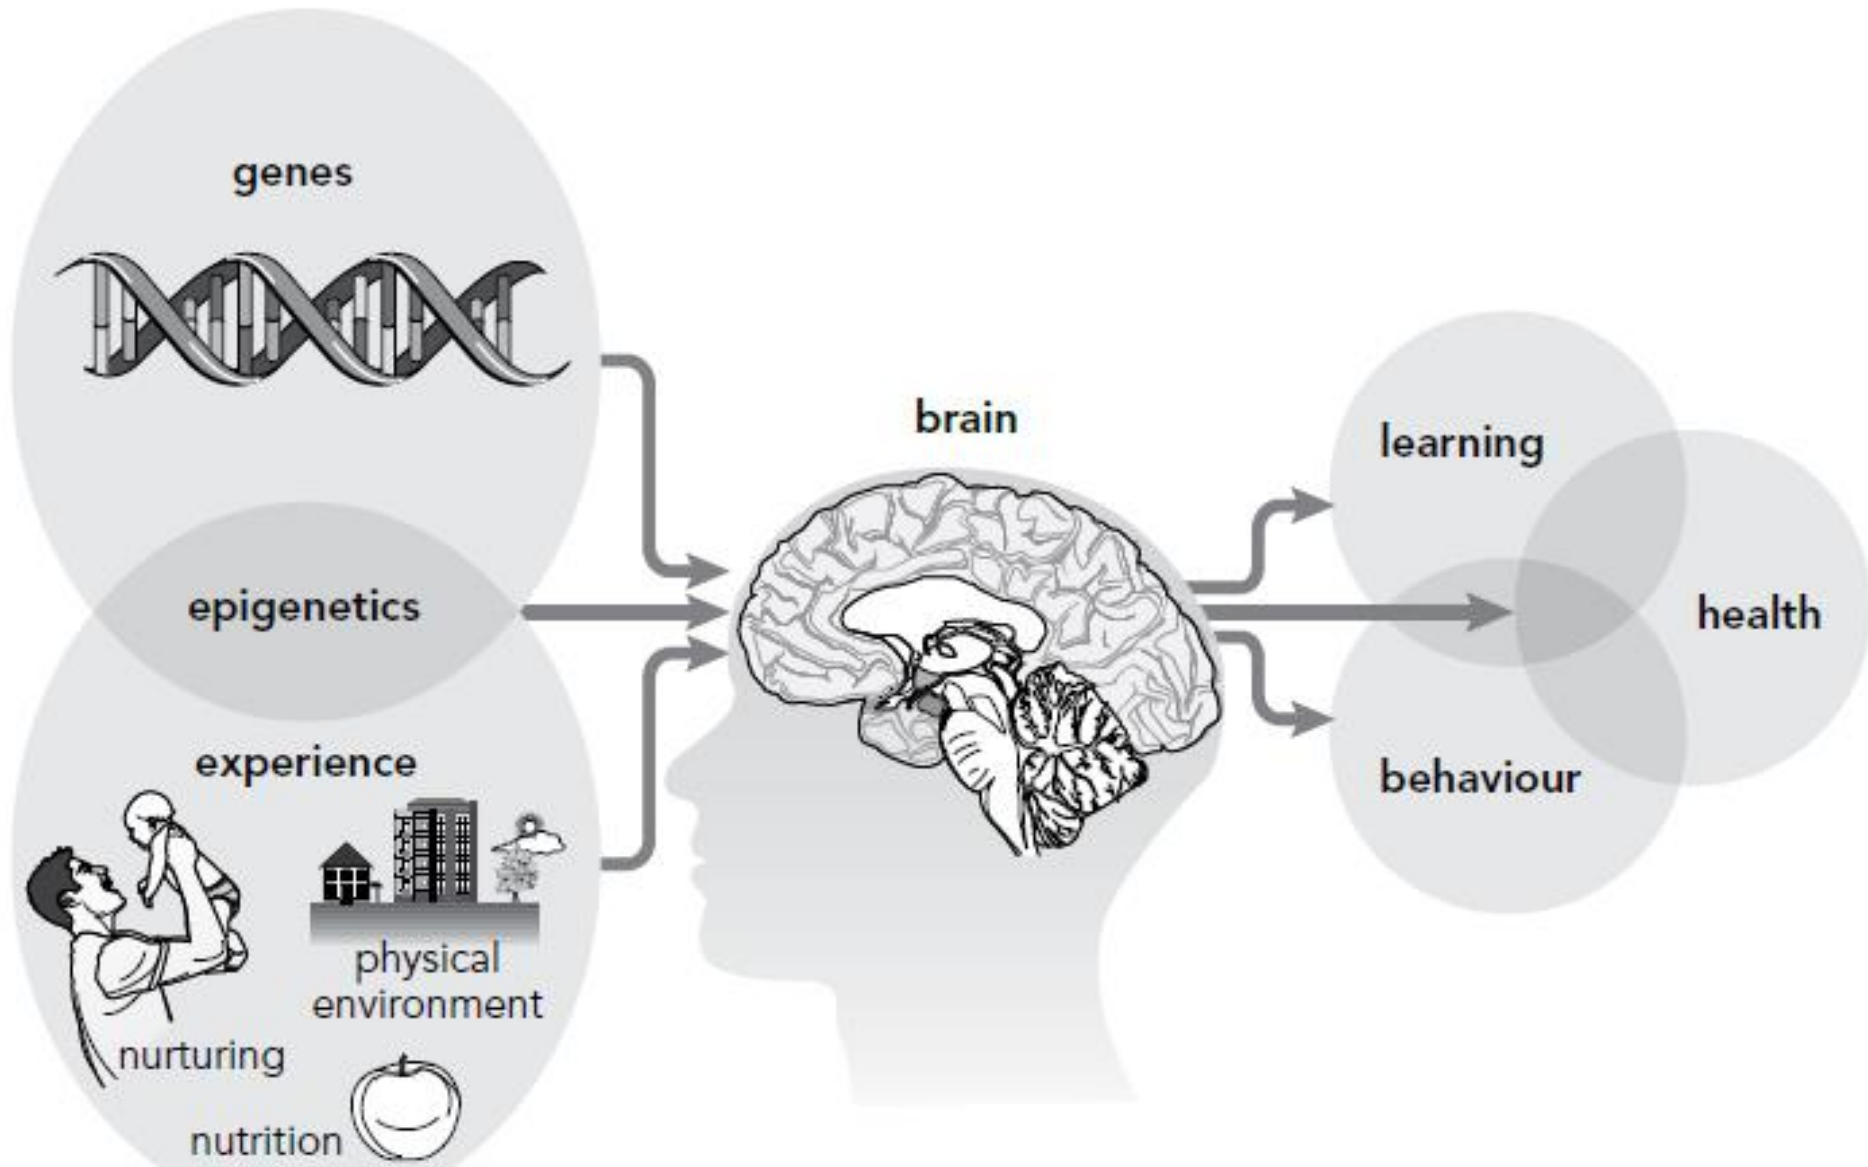 genes
epigenetics
experience
physical
environment
nurturing
nutrition
brain
learning
health
behaviour